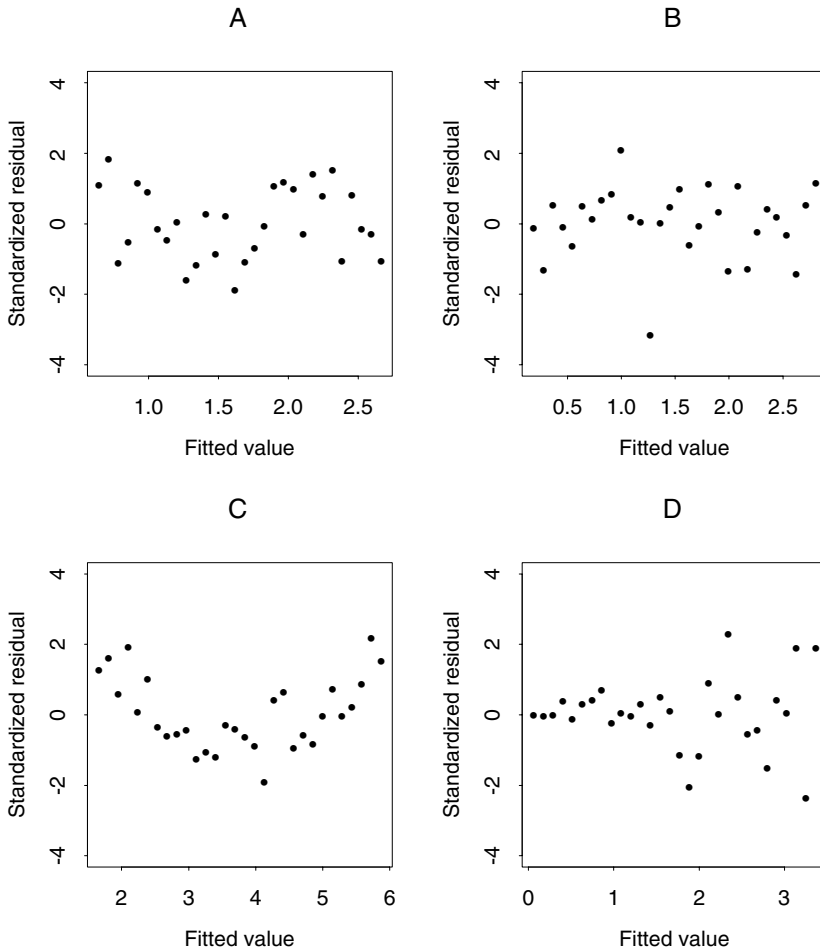 A
Standardized residual
4
2
0
-2
-4
1.0 1.5 2.0 2.5
Fitted value
B
Standardized residual
4
2
0
-2
-4
0.5 1.0 1.5 2.0 2.5
Fitted value
C
Standardized residual
4
2
0
-2
-4
2 3 4 5 6
Fitted value
D
Standardized residual
4
2
0
-2
-4
0 1 2 3
Fitted value